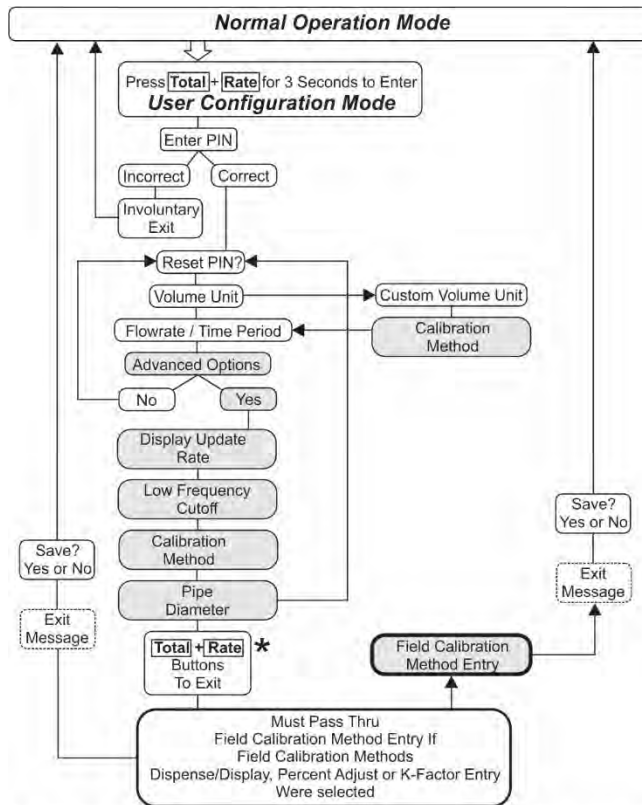 Normal Operation Mode
Press Total + Rate for 3 Seconds to Enter
User Configuration Mode
Enter PIN
Incorrect
Correct
Involuntary
Exit
Reset PIN?
Volume Unit
Custom Volume Unit
Flowrate / Time Period
Calibration
Method
Advanced Options
No
Yes
Display Update
Rate
Low Frequency
Cutoff
Calibration
Method
Pipe
Diameter
Save?
Yes or No
Exit
Message
Total + Rate *
Buttons
To Exit
Save?
Yes or No
Exit
Message
Field Calibration
Method Entry
Must Pass Thru
Field Calibration Method Entry If
Field Calibration Methods
Dispense/Display, Percent Adjust or K-Factor Entry
Were selected